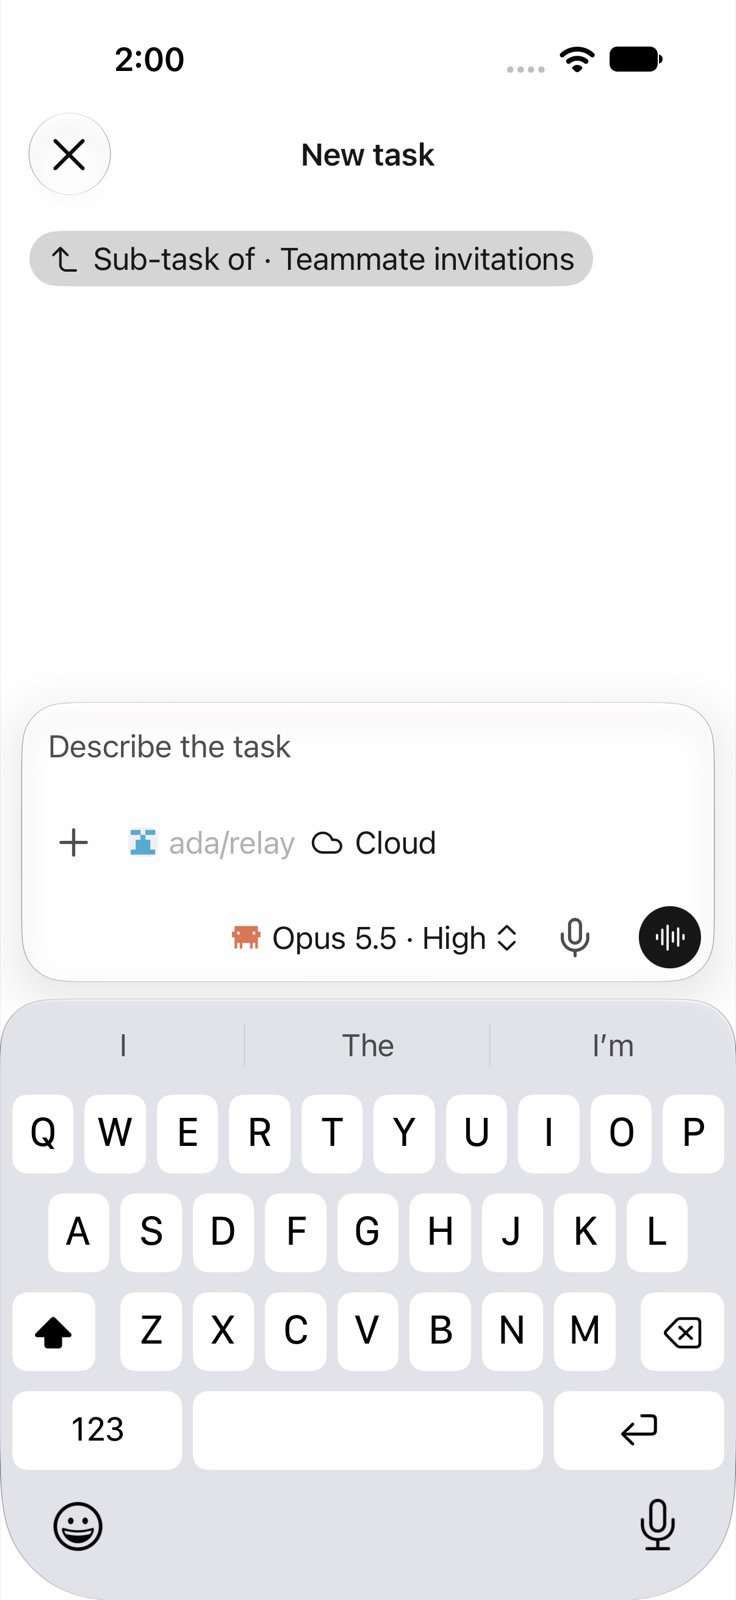 2:00
New task
Sub-task of · Teammate invitations
Describe the task
ada/relay Cloud
Opus 5.5 · High
I The I’m
Q W E R T Y U I O P
A S D F G H J K L
Z X C V B N M
123